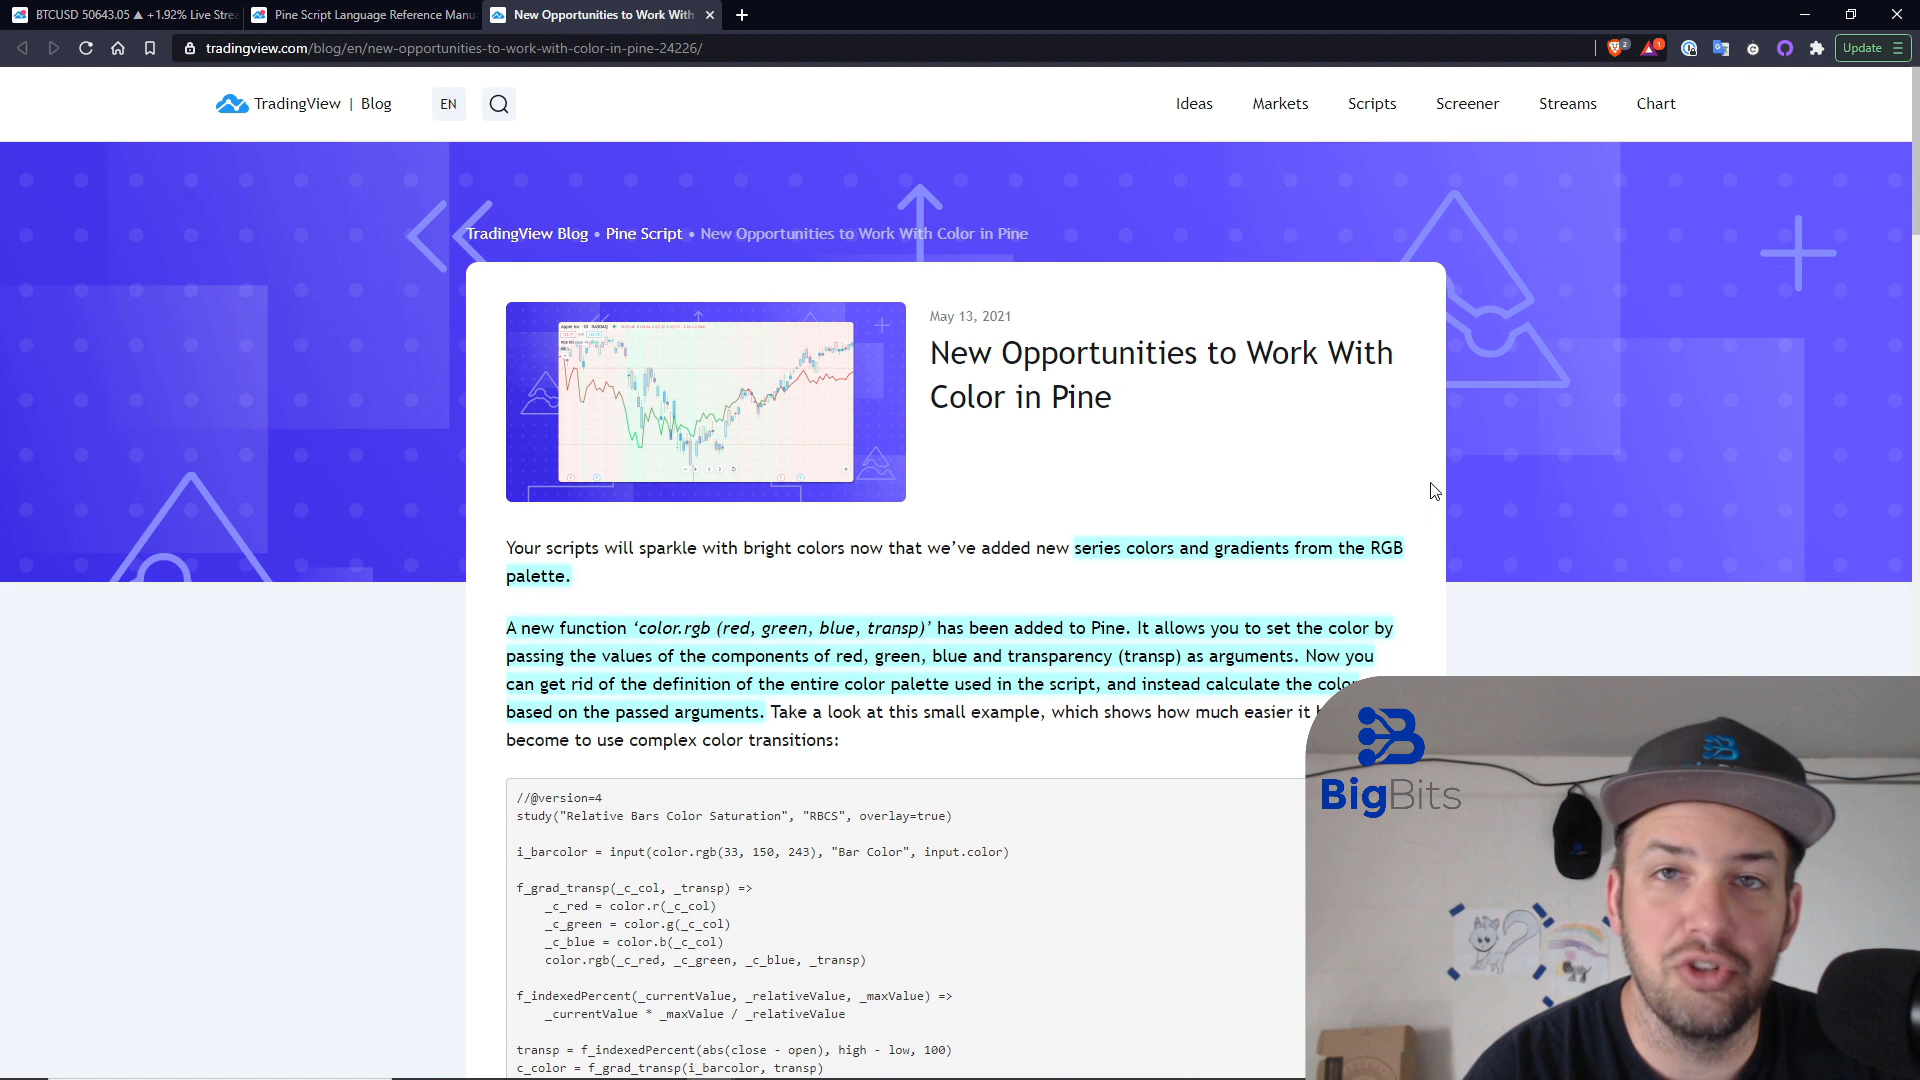 BTCUSD 50643.05 ▲ +1.92% Live Strea
Pine Script Language Reference Manu
New Opportunities to Work With
tradingview.com/blog/en/new-opportunities-to-work-with-color-in-pine-24226/
2
1
Update
TradingView | Blog
EN
Ideas
Markets
Scripts
Screener
Streams
Chart
TradingView Blog • Pine Script • New Opportunities to Work With Color in Pine
May 13, 2021
New Opportunities to Work With
Color in Pine
Your scripts will sparkle with bright colors now that we’ve added new series colors and gradients from the RGB
palette.
A new function ‘color.rgb (red, green, blue, transp)’ has been added to Pine. It allows you to set the color by
passing the values of the components of red, green, blue and transparency (transp) as arguments. Now you
can get rid of the definition of the entire color palette used in the script, and instead calculate the color
based on the passed arguments. Take a look at this small example, which shows how much easier it
become to use complex color transitions:
//@version=4
study("Relative Bars Color Saturation", "RBCS", overlay=true)
i_barcolor = input(color.rgb(33, 150, 243), "Bar Color", input.color)
f_grad_transp(_c_col, _transp) =>
_c_red = color.r(_c_col)
_c_green = color.g(_c_col)
_c_blue = color.b(_c_col)
color.rgb(_c_red, _c_green, _c_blue, _transp)
f_indexedPercent(_currentValue, _relativeValue, _maxValue) =>
_currentValue * _maxValue / _relativeValue
transp = f_indexedPercent(abs(close - open), high - low, 100)
c_color = f_grad_transp(i_barcolor, transp)
BigBits